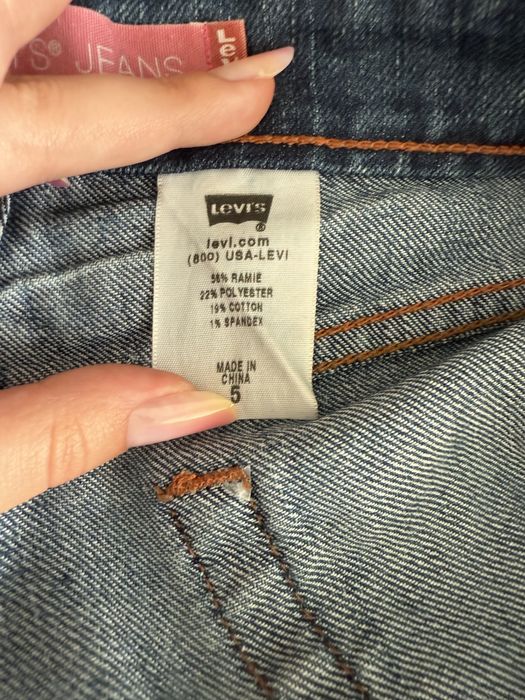 'S® JEANS
Le
LEVI'S
®
levi.com
(800) USA-LEVI
58% RAMIE
22% POLYESTER
19% COTTON
1% SPANDEX
MADE IN
CHINA
5